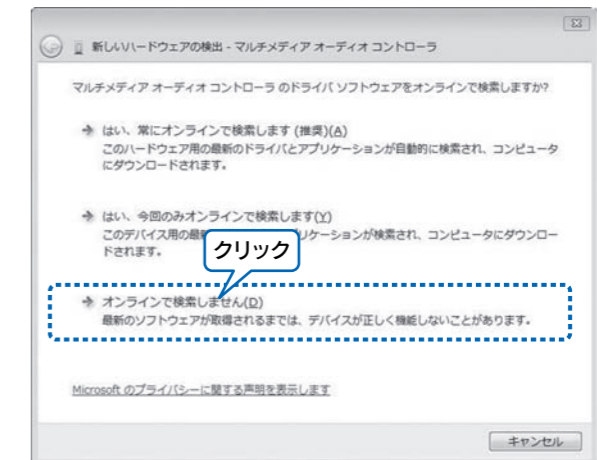 新しいハードウェアの検出 - マルチメディア オーディオ コントローラ
マルチメディア オーディオ コントローラ のドライバ ソフトウェアをオンラインで検索しますか?
はい、常にオンラインで検索します (推奨)(A)
このハードウェア用の最新のドライバとアプリケーションが自動的に検索され、コンピュータ
にダウンロードされます。
はい、今回のみオンラインで検索します(Y)
このデバイス用の最 リケーションが検索され、コンピュータにダウンロー
ドされます。
クリック
オンラインで検索しません(D)
最新のソフトウェアが取得されるまでは、デバイスが正しく機能しないことがあります。
Microsoft のプライバシーに関する声明を表示します
キャンセル